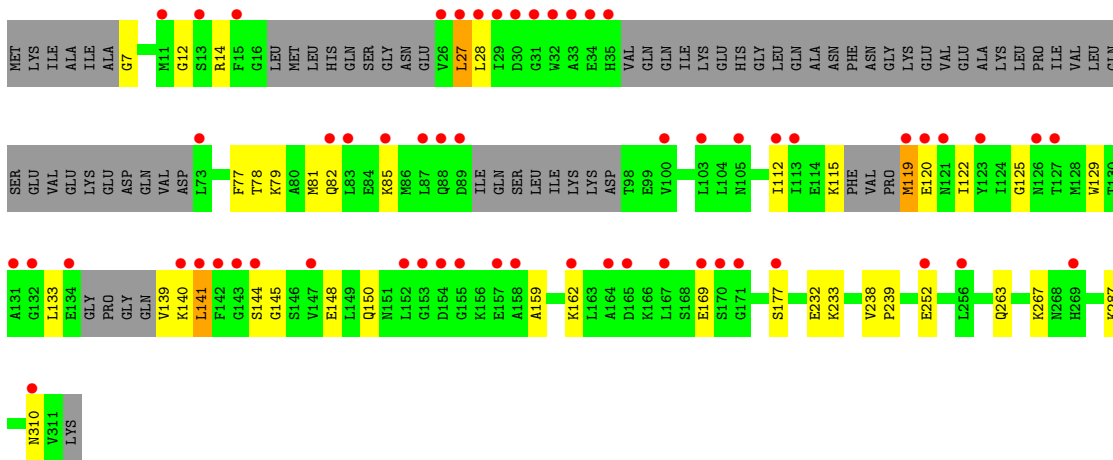 MET LYS ILE ALA ILE ALA G7 M11 G12 S13 R14 F15 G16 LEU MET LEU LEU HIS GLN SER GLY ASN GLU V26 L27 L28 I29 D30 G31 W32 A33 E34 H35 VAL GLN GLN ILE LYS GLU HIS GLY LEU GLN ALA ASN PHE ASN GLY LYS GLU VAL GLU ALA LYS LEU PRO ILE VAL LEU GLN
SER GLU VAL GLU LYS GLU ASP GLN VAL ASP L73 F77 T78 K79 A80 M81 Q82 L83 E84 K85 M86 L87 Q88 D89 ILE GLN SER LEU ILE LYS LYS ASP T98 E99 V100 L103 L104 N105 I112 I113 E114 K115 PHE VAL PRO M119 E120 N121 I122 Y123 I124 G125 N126 T127 M128 W129 T130
A131 G132 L133 E134 GLY PRO GLY GLN V139 K140 L141 F142 G143 S144 G145 S146 V147 E148 L149 Q150 N151 L152 G153 D154 G155 K156 E157 A158 A159 K162 L163 A164 D165 K166 L167 S168 E169 S170 G171 S177 E232 K233 V238 P239 E252 L256 Q263 K267 N268 H269 K287
N310 V311 LYS